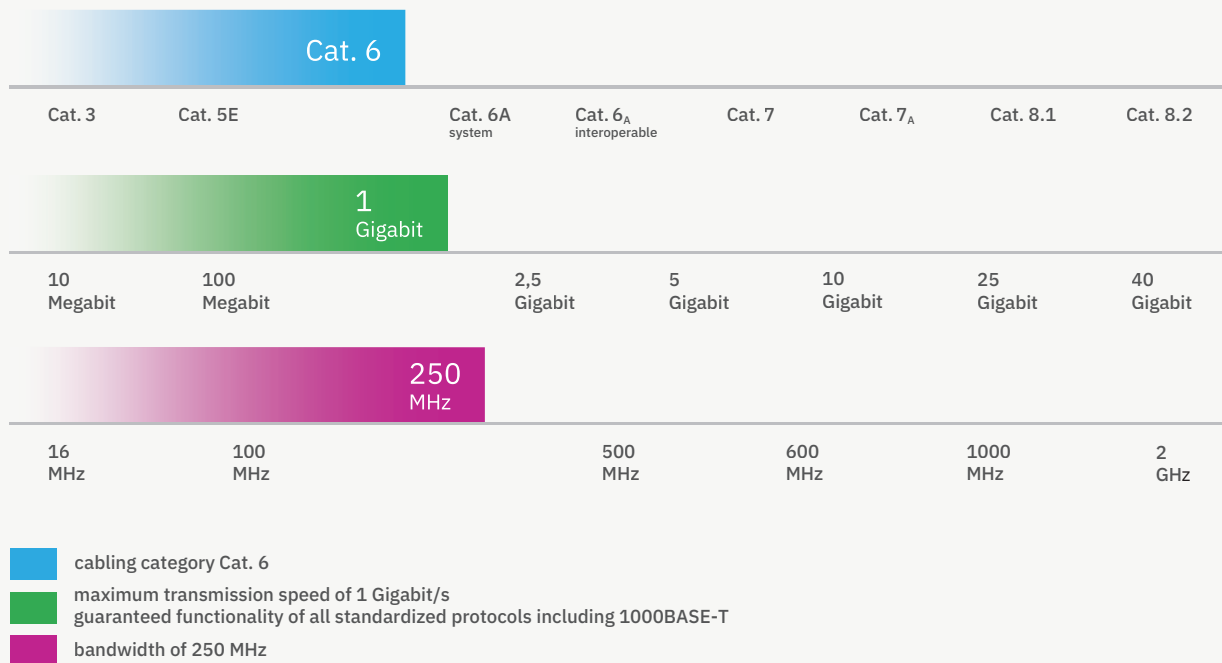 Cat. 6
Cat. 3 Cat. 5E Cat. 6A Cat. 6A Cat. 7 Cat. 7A Cat. 8.1 Cat. 8.2
system interoperable
1
Gigabit
10 100 2,5 5 10 25 40
Megabit Megabit Gigabit Gigabit Gigabit Gigabit Gigabit
250
MHz
16 100 500 600 1000 2
MHz MHz MHz MHz MHz GHz
cabling category Cat. 6
maximum transmission speed of 1 Gigabit/s
guaranteed functionality of all standardized protocols including 1000BASE-T
bandwidth of 250 MHz